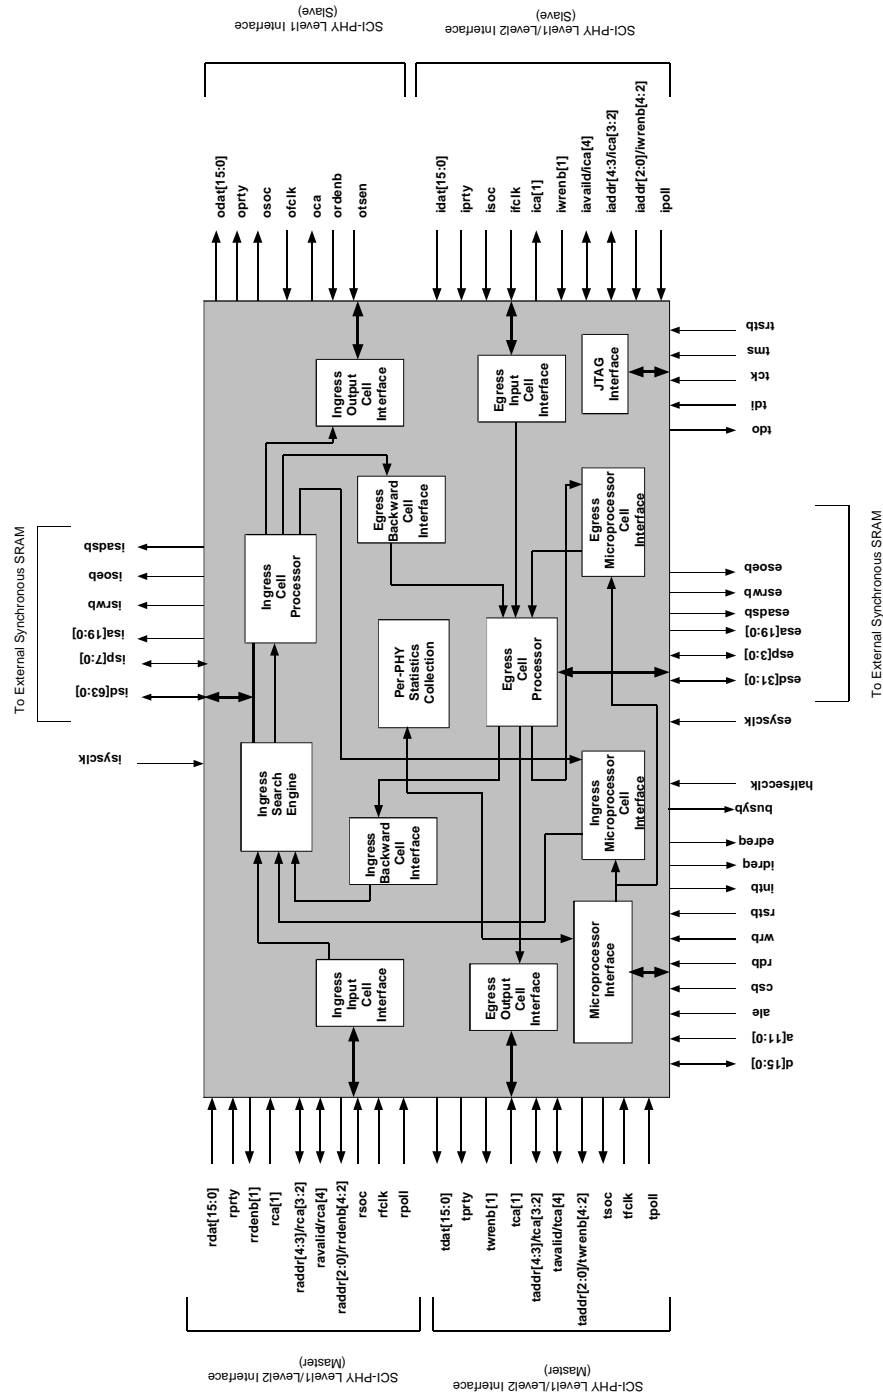 SCI-PHY Level1 Interface
(Slave)
SCI-PHY Level1/Level2 Interface
(Slave)
odat[15:0]
oprty
osoc
ofclk
oca
ordenb
otsen
idat[15:0]
iprty
isoc
ifclk
ica[1]
iwrenb[1]
iavaild/ica[4]
iaddr[4:3/ica[3:2]
iaddr[2:0]/iwrenb[4:2]
ipoll
trstb
tms
tck
tdi
tdo
To External Synchronous SRAM
isadsb
isoeb
isrwb
isa[19:0]
isp[7:0]
isd[63:0]
isysclk
Ingress
Output
Cell
Interface
Egress
Input
Cell
Interface
JTAG
Interface
Egress
Backward
Cell
Interface
Egress
Microprocessor
Cell
Interface
Ingress
Cell
Processor
Per-PHY
Statistics
Collection
Egress
Cell
Processor
Ingress
Search
Engine
Ingress
Backward
Cell
Interface
Ingress
Microprocessor
Cell
Interface
Ingress
Input
Cell
Interface
Egress
Output
Cell
Interface
Microprocessor
Interface
esoeb
esrwb
esadsb
esa[19:0]
esp[3:0]
esd[31:0]
To External Synchronous SRAM
esysclk
halfsecclk
busyb
edreq
idreq
intb
rstb
wrb
rdb
csb
ale
a[11:0]
d[15:0]
rdat[15:0]
rprty
rrdenb[1]
rca[1]
raddr[4:3]/rca[3:2]
ravalid/rca[4]
raddr[2:0]/rrdenb[4:2]
rsoc
rfclk
rpoll
tdat[15:0]
tprty
twrenb[1]
tca[1]
taddr[4:3]/tca[3:2]
tavalid/tca[4]
taddr[2:0]/twrenb[4:2]
tsoc
tfclk
tpoll
SCI-PHY Level1/Level2 Interface
(Master)
SCI-PHY Level1/Level2 Interface
(Master)